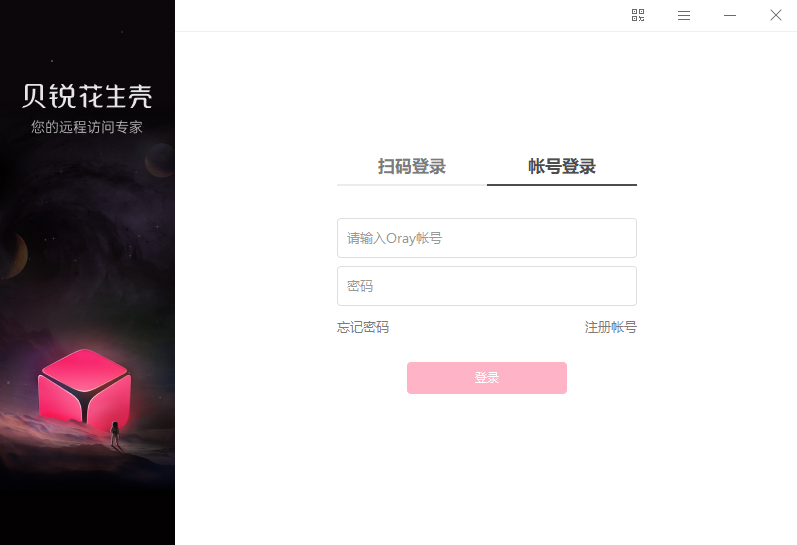 贝锐花生壳
您的远程访问专家
扫码登录 帐号登录
请输入Oray帐号
密码
忘记密码 注册帐号
登录